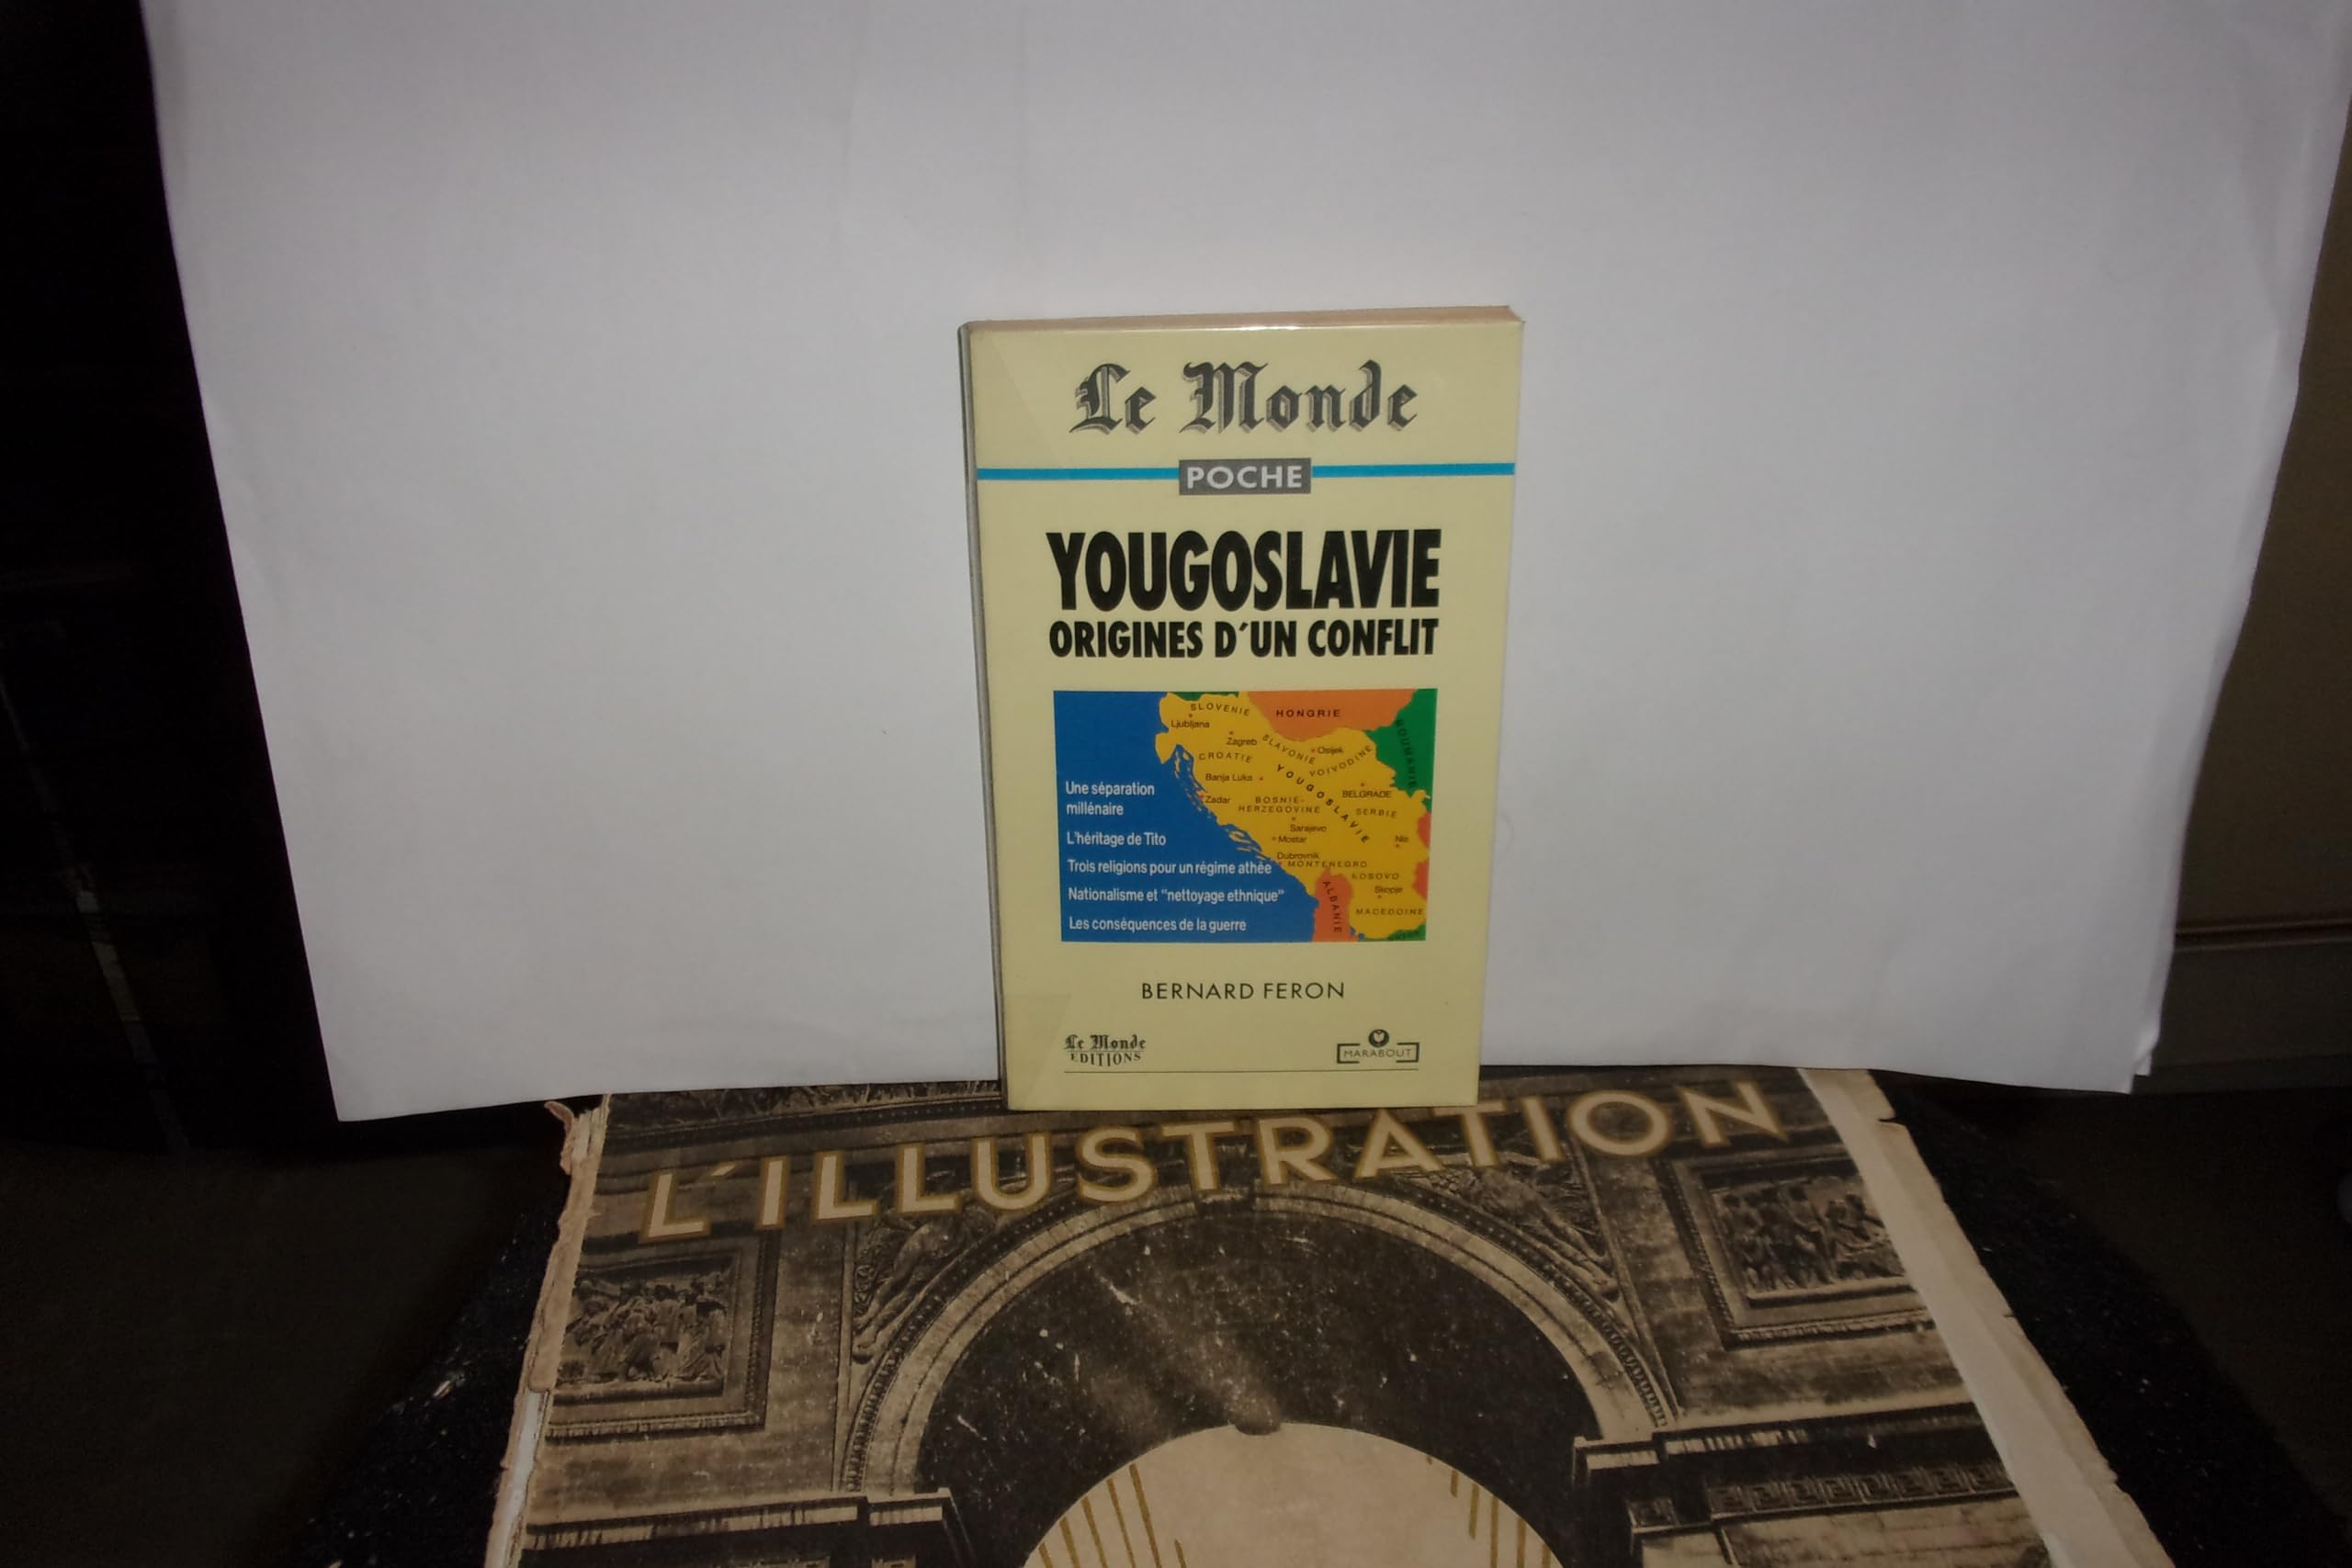 Le Monde
POCHE
YOUGOSLAVIE
ORIGINES D'UN CONFLIT
SLOVENIE
HONGRIE
Ljubljana
ROUMANIE
Zagreb
SLAVONIE
Osijek
CROATIE
VOIVODINE
Banja Luka
YOUGOSLAVIE
Une séparation
millénaire
BELGRADE
Zadar
BOSNIE-
HERZEGOVINE
SERBIE
Sarajevo
L'héritage de Tito
Mostar
Nis
Dubrovnik
MONTENEGRO
Trois religions pour un régime athée
KOSOVO
Skopje
Nationalisme et "nettoyage ethnique"
ALBANIE
MACEDOINE
Les conséquences de la guerre
BERNARD FERON
Le Monde
EDITIONS
MARABOUT
L'ILLUSTRATION